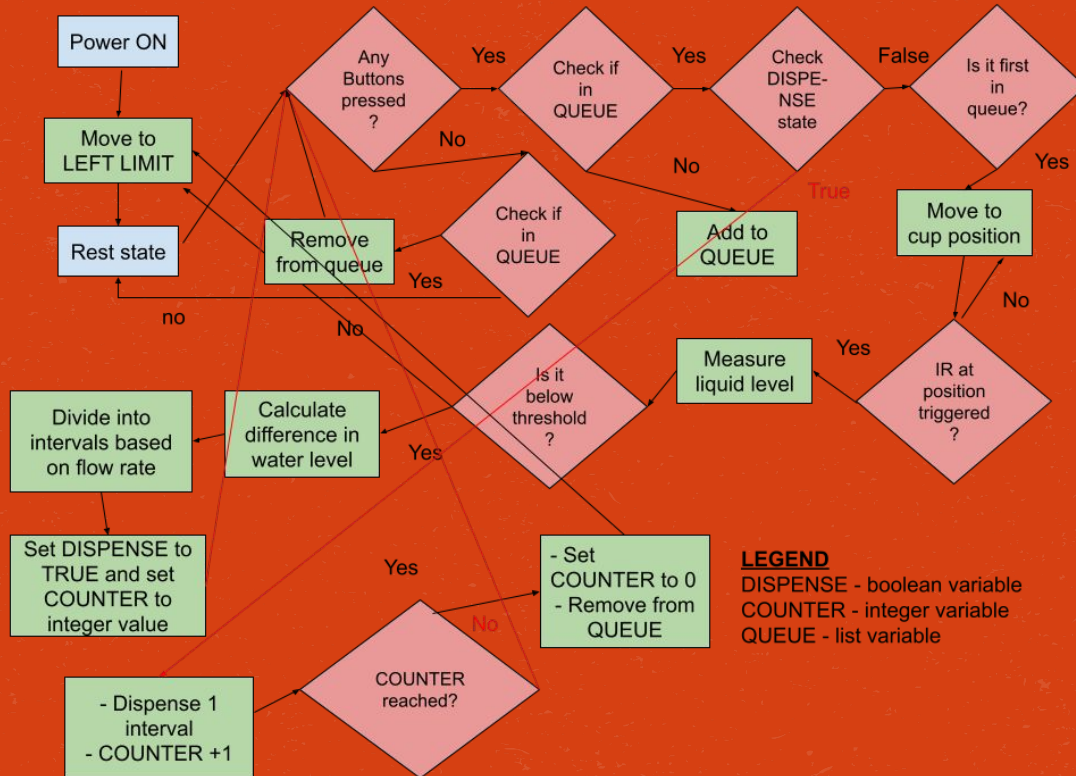 Power ON
Any
Buttons
pressed
?
Yes
Check if
in
QUEUE
Yes
Check
DISPE-
NSE
state
False
Is it first
in
queue?
Move to
LEFT LIMIT
No
No
Yes
True
Rest state
Remove
from queue
Yes
Check if
in
QUEUE
Add to
QUEUE
Move to
cup position
no
No
No
Divide into
intervals based
on flow rate
Calculate
difference in
water level
Yes
Is it
below
threshold
?
Measure
liquid level
Yes
IR at
position
triggered
?
Set DISPENSE to
TRUE and set
COUNTER to
integer value
Yes
No
- Set
COUNTER to 0
- Remove from
QUEUE
LEGEND
DISPENSE - boolean variable
COUNTER - integer variable
QUEUE - list variable
- Dispense 1
interval
- COUNTER +1
COUNTER
reached?